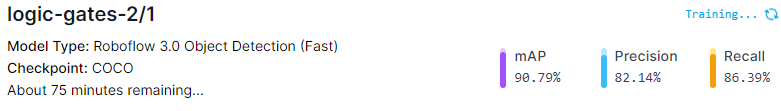 logic-gates-2/1
Training...
Model Type: Roboflow 3.0 Object Detection (Fast)
Checkpoint: COCO
About 75 minutes remaining...
mAP
90.79%
Precision
82.14%
Recall
86.39%